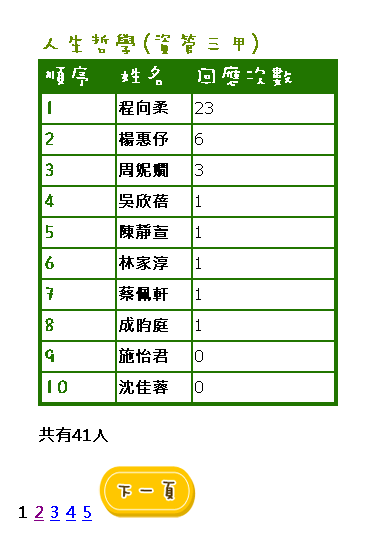 人生哲學(資管三甲)
順序 姓名 回應次數
1 程向柔 23
2 楊惠伃 6
3 周妮嫺 3
4 吳欣蓓 1
5 陳靜萱 1
6 林家淳 1
7 蔡佩軒 1
8 成昀庭 1
9 施怡君 0
10 沈佳蓉 0
共有41人
1 2 3 4 5 下一頁